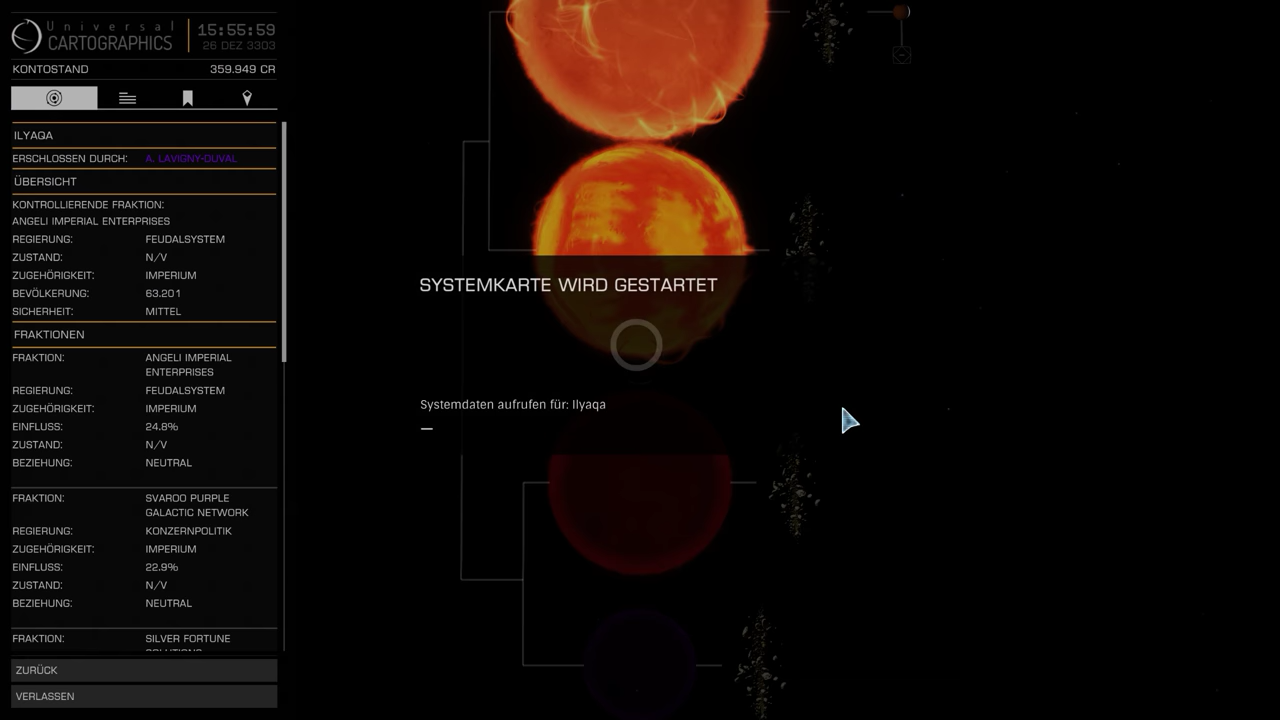 Universal
CARTOGRAPHICS
15:55:59
26 DEZ 3303
KONTOSTAND 359.949 CR
ILYAQA
ERSCHLOSSEN DURCH: A. LAVIGNY-DUVAL
ÜBERSICHT
KONTROLLIERENDE FRAKTION:
ANGELI IMPERIAL ENTERPRISES
REGIERUNG: FEUDALSYSTEM
ZUSTAND: N/V
ZUGEHÖRIGKEIT: IMPERIUM
BEVÖLKERUNG: 63.201
SICHERHEIT: MITTEL
FRAKTIONEN
FRAKTION: ANGELI IMPERIAL
ENTERPRISES
REGIERUNG: FEUDALSYSTEM
ZUGEHÖRIGKEIT: IMPERIUM
EINFLUSS: 24.8%
ZUSTAND: N/V
BEZIEHUNG: NEUTRAL
FRAKTION: SVAROO PURPLE
GALACTIC NETWORK
REGIERUNG: KONZERNPOLITIK
ZUGEHÖRIGKEIT: IMPERIUM
EINFLUSS: 22.9%
ZUSTAND: N/V
BEZIEHUNG: NEUTRAL
FRAKTION: SILVER FORTUNE
ZURÜCK
VERLASSEN
SYSTEMKARTE WIRD GESTARTET
Systemdaten aufrufen für: Ilyaqa